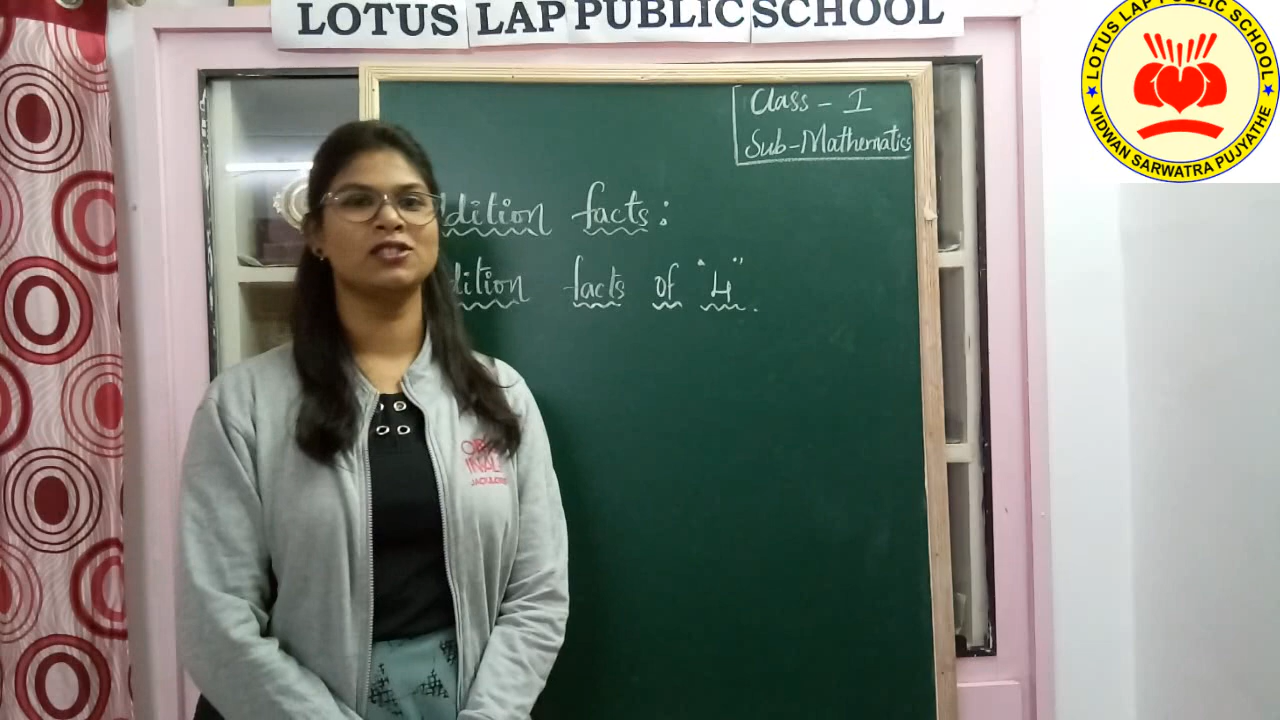 LOTUS LAP PUBLIC SCHOOL
Class - I
Sub-Mathematics
ddition facts:
dition facts of "4".
LOTUS LAP PUBLIC SCHOOL
VIDWAN SARWATRA PUJYATHE